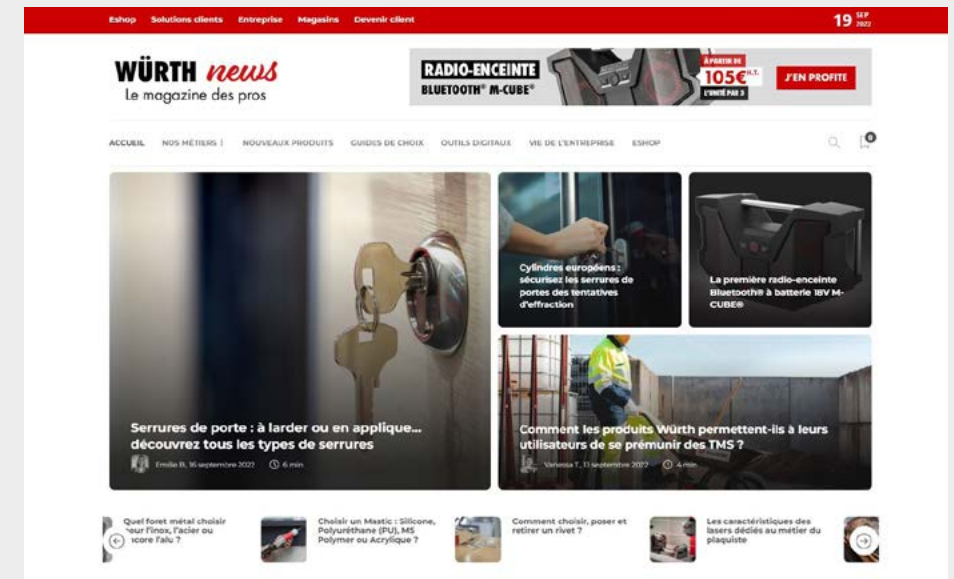 Eshop Solutions clients Entreprise Magasins Devenir client
19 SEP 2022
WÜRTH news
Le magazine des pros
RADIO-ENCEINTE
BLUETOOTH® M-CUBE®
À PARTIR DE
105€ H.T.
L'UNITÉ PAR 3
J'EN PROFITE
ACCUEIL NOS MÉTIERS NOUVEAUX PRODUITS GUIDES DE CHOIX OUTILS DIGITAUX VIE DE L'ENTREPRISE ESHOP
0
Cylindres européens :
sécurisez les serrures de
portes des tentatives
d'effraction
La première radio-enceinte
Bluetooth® à batterie 18V M-
CUBE®
Serrures de porte : à larder ou en applique...
découvrez tous les types de serrures
Emilie B, 16 septembre 2022 6 min
Comment les produits Würth permettent-ils à leurs
utilisateurs de se prémunir des TMS ?
Vanessa T, 11 septembre 2022 4 min
Quel foret métal choisir
pour l'inox, l'acier ou
encore l'alu ?
Choisir un Mastic : Silicone,
Polyuréthane (PU), MS
Polymer ou Acrylique ?
Comment choisir, poser et
retirer un rivet ?
Les caractéristiques des
lasers dédiés au métier du
plaquiste